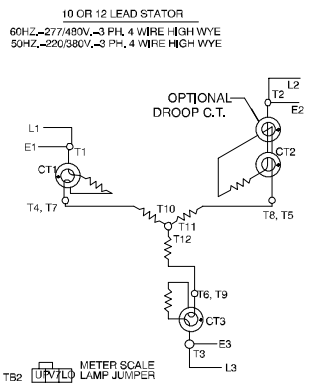 10 OR 12 LEAD STATOR
60HZ.-277/480V.-3 PH. 4 WIRE HIGH WYE
50HZ.-220/380V.-3 PH. 4 WIRE HIGH WYE
L2
T2
E2
OPTIONAL
DROOP C.T.
L1
E1
T1
CT1
CT2
T4, T7
T10
T11
T12
T8, T5
T6, T9
CT3
T3
E3
L3
METER SCALE
LAMP JUMPER
TB2